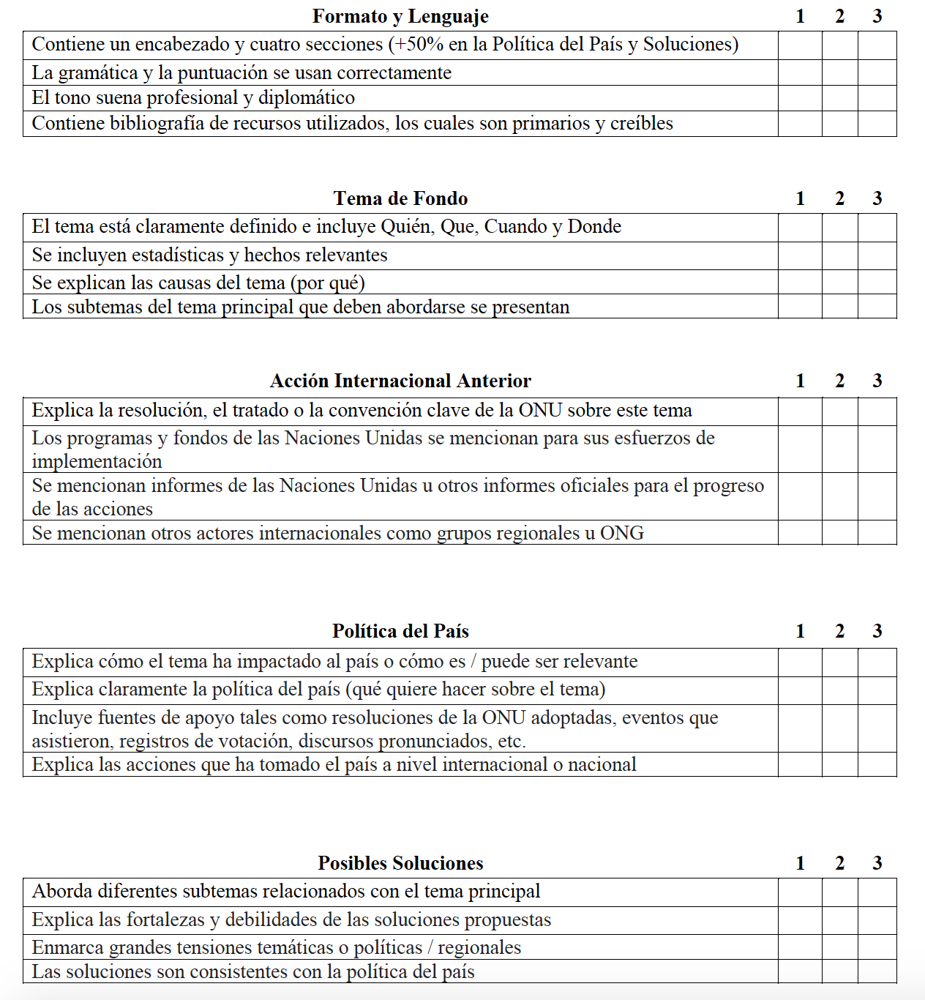 Formato y Lenguaje 1 2 3
Contiene un encabezado y cuatro secciones (+50% en la Política del País y Soluciones)
La gramática y la puntuación se usan correctamente
El tono suena profesional y diplomático
Contiene bibliografía de recursos utilizados, los cuales son primarios y creíbles
Tema de Fondo 1 2 3
El tema está claramente definido e incluye Quién, Que, Cuando y Donde
Se incluyen estadísticas y hechos relevantes
Se explican las causas del tema (por qué)
Los subtemas del tema principal que deben abordarse se presentan
Acción Internacional Anterior 1 2 3
Explica la resolución, el tratado o la convención clave de la ONU sobre este tema
Los programas y fondos de las Naciones Unidas se mencionan para sus esfuerzos de
implementación
Se mencionan informes de las Naciones Unidas u otros informes oficiales para el progreso
de las acciones
Se mencionan otros actores internacionales como grupos regionales u ONG
Política del País 1 2 3
Explica cómo el tema ha impactado al país o cómo es / puede ser relevante
Explica claramente la política del país (qué quiere hacer sobre el tema)
Incluye fuentes de apoyo tales como resoluciones de la ONU adoptadas, eventos que
asistieron, registros de votación, discursos pronunciados, etc.
Explica las acciones que ha tomado el país a nivel internacional o nacional
Posibles Soluciones 1 2 3
Aborda diferentes subtemas relacionados con el tema principal
Explica las fortalezas y debilidades de las soluciones propuestas
Enmarca grandes tensiones temáticas o políticas / regionales
Las soluciones son consistentes con la política del país